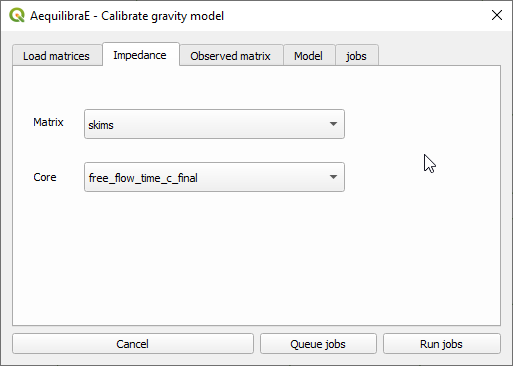 AequilibraE - Calibrate gravity model
Load matrices Impedance Observed matrix Model jobs
Matrix skims
Core free_flow_time_c_final
Cancel Queue jobs Run jobs